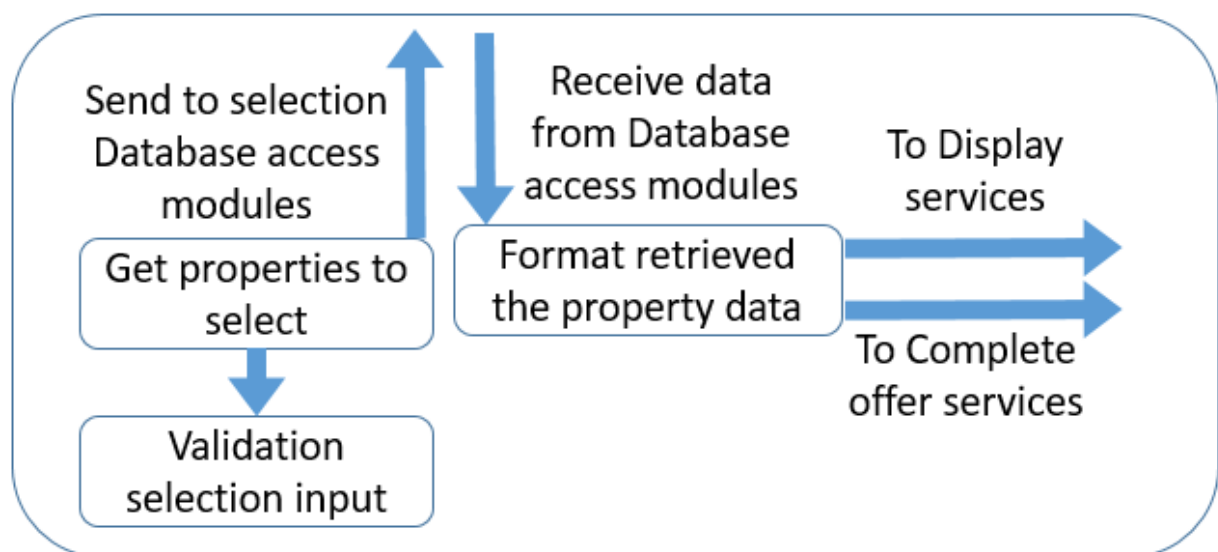 Send to selection
Database access
modules
Receive data
from Database
access modules
To Display
services
Get properties to
select
Format retrieved
the property data
To Complete
offer services
Validation
selection input